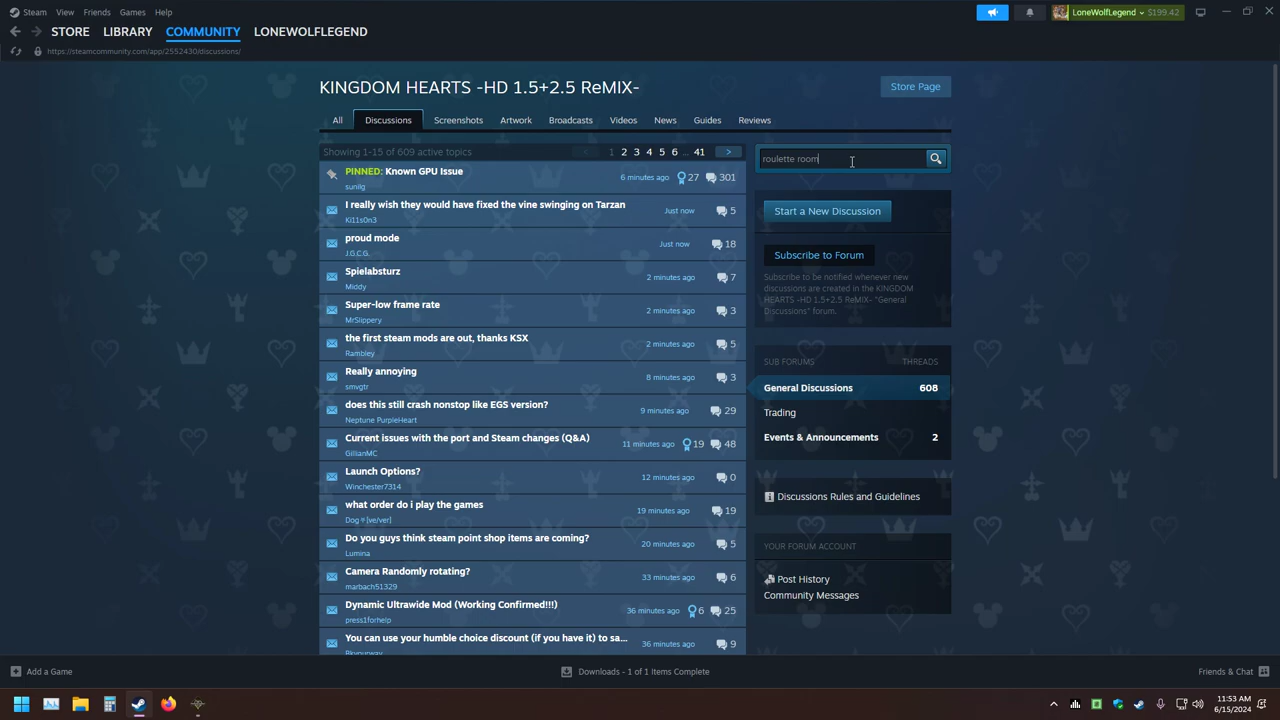 Steam View Friends Games Help
LoneWolfLegend $199.42
STORE LIBRARY COMMUNITY LONEWOLFLEGEND
https://steamcommunity.com/app/2552430/discussions/
KINGDOM HEARTS -HD 1.5+2.5 ReMIX-
Store Page
All Discussions Screenshots Artwork Broadcasts Videos News Guides Reviews
Showing 1-15 of 609 active topics
< 1 2 3 4 5 6 ... 41 >
PINNED: Known GPU Issue
sunilg
6 minutes ago 27 301
I really wish they would have fixed the vine swinging on Tarzan
Kl11s0n3
Just now 5
proud mode
J.G.C.G.
Just now 18
Spielabsturz
Middy
2 minutes ago 7
Super-low frame rate
MrSlippery
2 minutes ago 3
the first steam mods are out, thanks KSX
Rambley
2 minutes ago 5
Really annoying
smvgtr
8 minutes ago 3
does this still crash nonstop like EGS version?
Neptune PurpleHeart
9 minutes ago 29
Current issues with the port and Steam changes (Q&A)
GillianMC
11 minutes ago 19 48
Launch Options?
Winchester7314
12 minutes ago 0
what order do i play the games
Dog ♆ [ve/ver]
19 minutes ago 19
Do you guys think steam point shop items are coming?
Lumina
20 minutes ago 5
Camera Randomly rotating?
marbach51329
33 minutes ago 6
Dynamic Ultrawide Mod (Working Confirmed!!!)
press1forhelp
36 minutes ago 6 25
You can use your humble choice discount (if you have it) to sa...
36 minutes ago 9
roulette room
Start a New Discussion
Subscribe to Forum
Subscribe to be notified whenever new
discussions are created in the KINGDOM
HEARTS -HD 1.5+2.5 ReMIX- "General
Discussions" forum.
SUB FORUMS THREADS
General Discussions 608
Trading
Events & Announcements 2
Discussions Rules and Guidelines
YOUR FORUM ACCOUNT
Post History
Community Messages
Add a Game
Downloads - 1 of 1 Items Complete
Friends & Chat
11:53 AM
6/15/2024